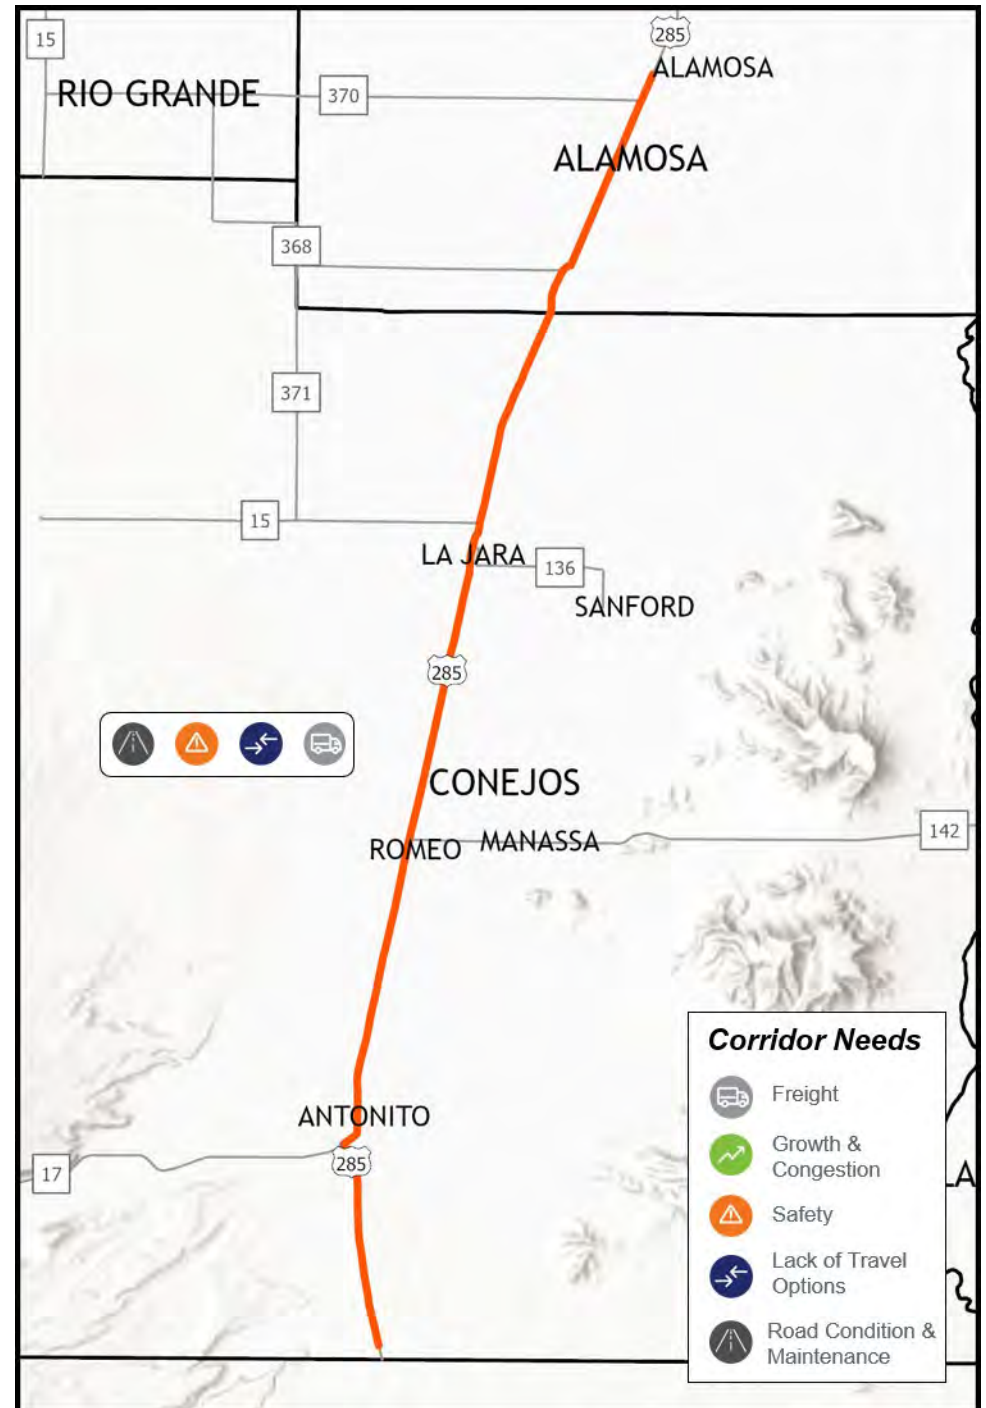 285
15
ALAMOSA
RIO GRANDE
370
ALAMOSA
368
371
15
LA JARA
136
SANFORD
285
CONEJOS
142
ROMEO
MANASSA
Corridor Needs
Freight
ANTONITO
Growth &
Congestion
285
17
LA
Safety
Lack of Travel
Options
Road Condition &
Maintenance